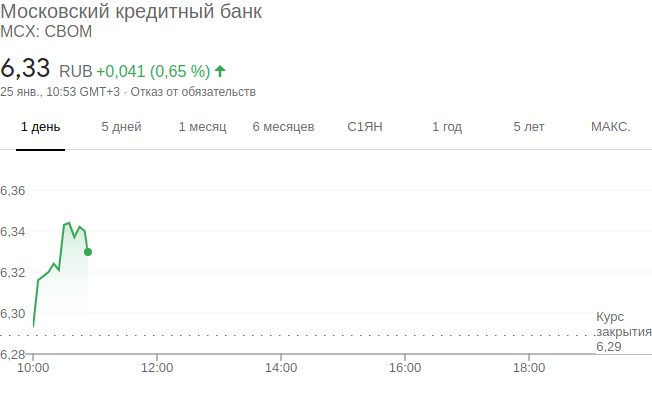 Московский кредитный банк
MCX: CBOM
6,33 RUB +0,041 (0,65 %)
25 янв., 10:53 GMT+3 · Отказ от обязательств
1 день 5 дней 1 месяц 6 месяцев С1ЯН 1 год 5 лет МАКС.
6,36
6,34
6,32
6,30
Курс
закрытия
6,29
6,28
10:00 12:00 14:00 16:00 18:00